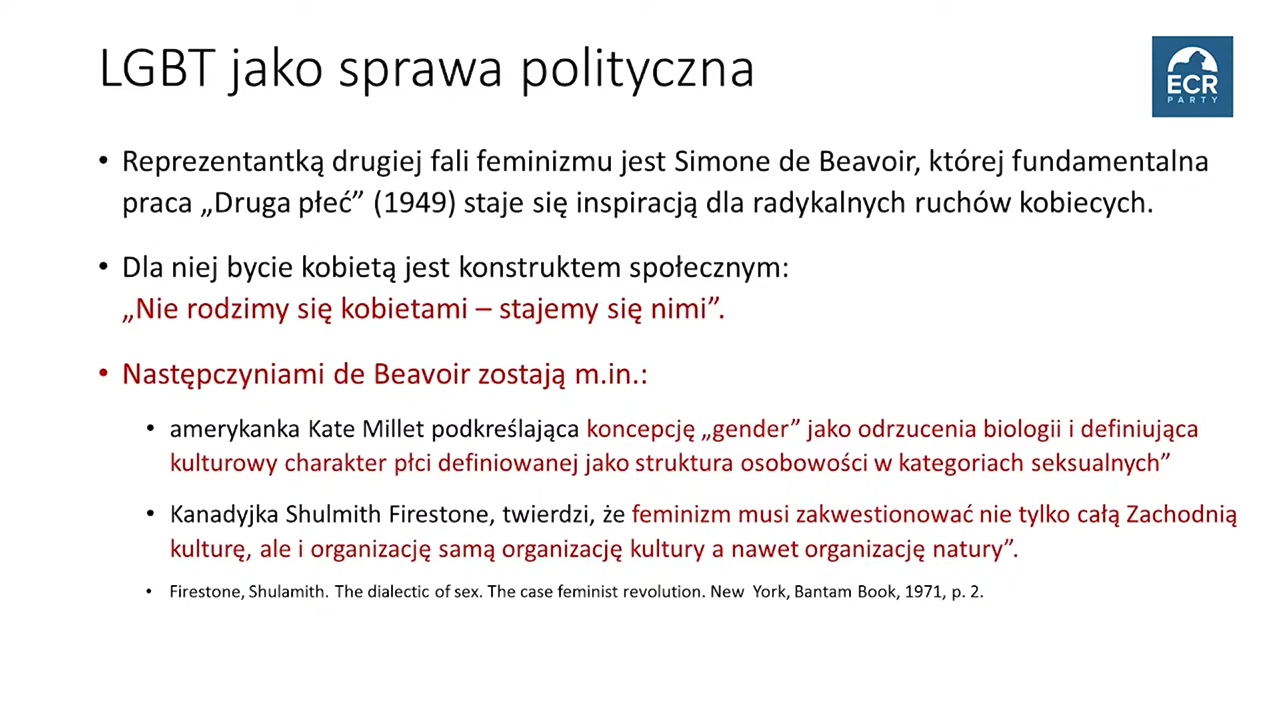 LGBT jako sprawa polityczna
ECR
PARTY
• Reprezentantką drugiej fali feminizmu jest Simone de Beavoir, której fundamentalna
praca „Druga płeć” (1949) staje się inspiracją dla radykalnych ruchów kobiecych.
• Dla niej bycie kobietą jest konstruktem społecznym:
„Nie rodzimy się kobietami – stajemy się nimi”.
• Następczyniami de Beavoir zostają m.in.:
• amerykanka Kate Millet podkreślająca koncepcję „gender” jako odrzucenia biologii i definiująca
kulturowy charakter płci definiowanej jako struktura osobowości w kategoriach seksualnych”
• Kanadyjka Shulmith Firestone, twierdzi, że feminizm musi zakwestionować nie tylko całą Zachodnią
kulturę, ale i organizację samą organizację kultury a nawet organizację natury”.
• Firestone, Shulamith. The dialectic of sex. The case feminist revolution. New York, Bantam Book, 1971, p. 2.